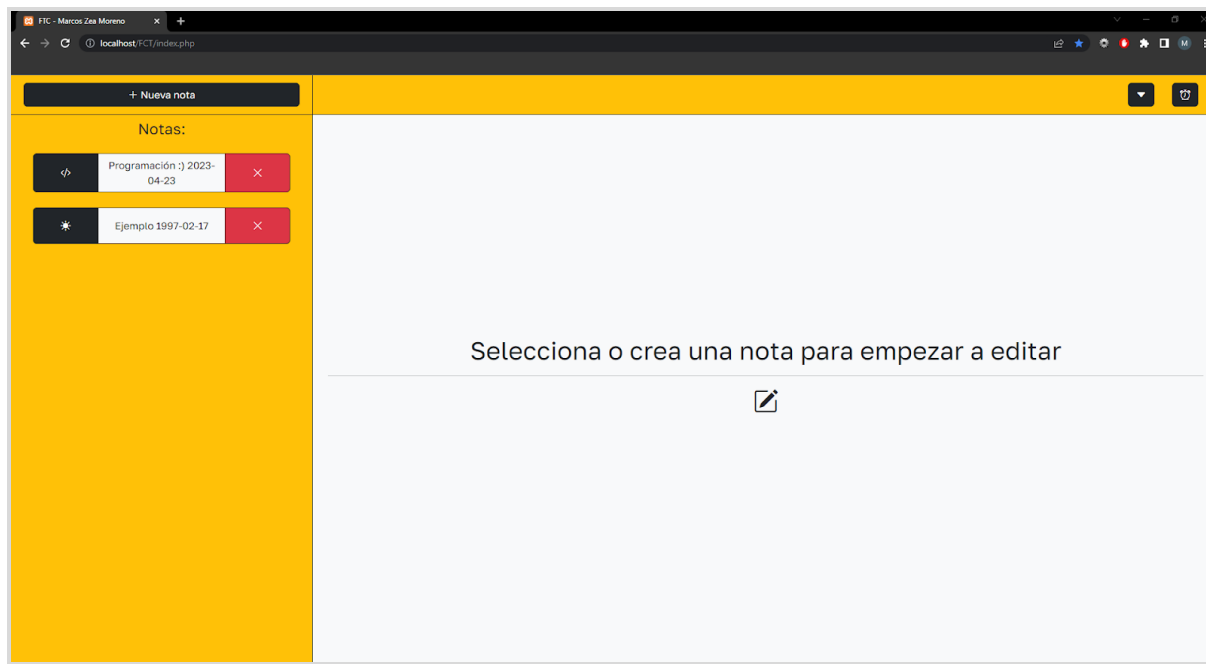 FTC - Marcos Zea Moreno
localhost/FCT/index.php
M
+ Nueva nota
Notas:
Programación :) 2023-
04-23
Ejemplo 1997-02-17
Selecciona o crea una nota para empezar a editar